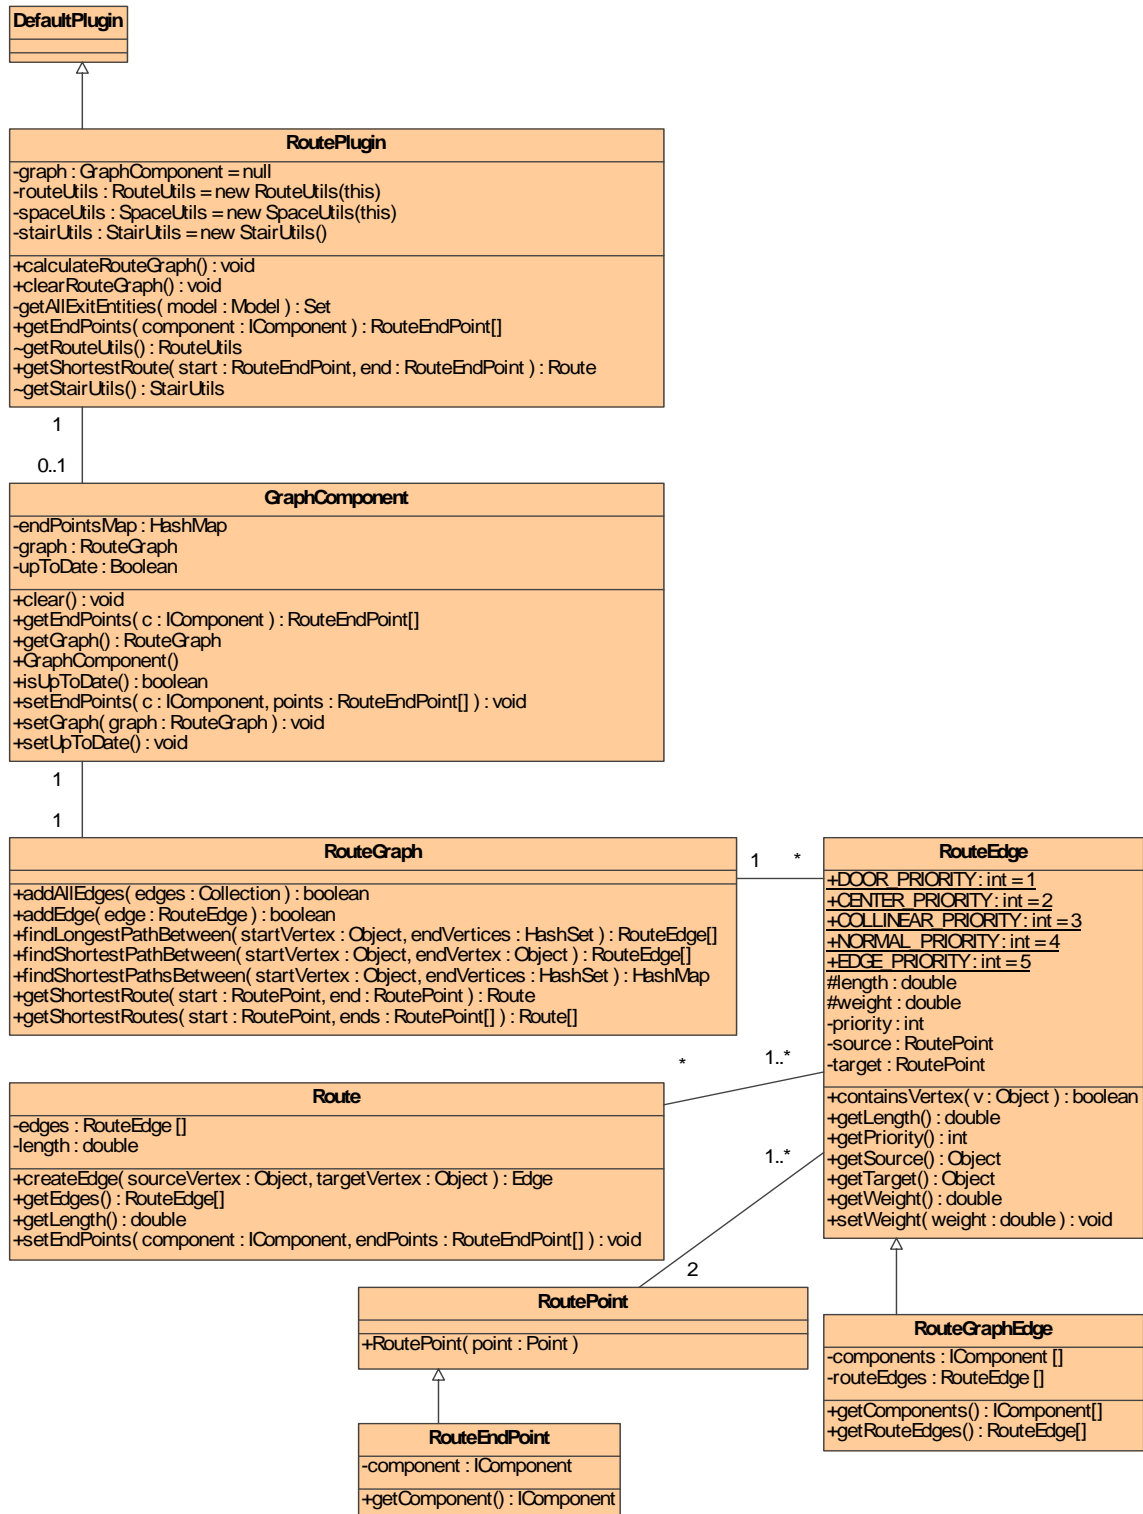 DefaultPlugin
RoutePlugin
-graph : GraphComponent = null
-routeUtils : RouteUtils = new RouteUtils(this)
-spaceUtils : SpaceUtils = new SpaceUtils(this)
-stairUtils : StairUtils = new StairUtils()
+calculateRouteGraph() : void
+clearRouteGraph() : void
-getAllExitEntities( model : Model ) : Set
+getEndPoints( component : IComponent ) : RouteEndPoint[]
~getRouteUtils() : RouteUtils
+getShortestRoute( start : RouteEndPoint, end : RouteEndPoint ) : Route
~getStairUtils() : StairUtils
1
0..1
GraphComponent
-endPointsMap : HashMap
-graph : RouteGraph
-upToDate : Boolean
+clear() : void
+getEndPoints( c : IComponent ) : RouteEndPoint[]
+getGraph() : RouteGraph
+GraphComponent()
+isUpToDate() : boolean
+setEndPoints( c : IComponent, points : RouteEndPoint[] ) : void
+setGraph( graph : RouteGraph ) : void
+setUpToDate() : void
1
1
RouteGraph
+addAllEdges( edges : Collection ) : boolean
+addEdge( edge : RouteEdge ) : boolean
+findLongestPathBetween( startVertex : Object, endVertices : HashSet ) : RouteEdge[]
+findShortestPathBetween( startVertex : Object, endVertex : Object ) : RouteEdge[]
+findShortestPathsBetween( startVertex : Object, endVertices : HashSet ) : HashMap
+getShortestRoute( start : RoutePoint, end : RoutePoint ) : Route
+getShortestRoutes( start : RoutePoint, ends : RoutePoint[] ) : Route[]
1 *
RouteEdge
+DOOR_PRIORITY : int = 1
+CENTER_PRIORITY : int = 2
+COLLINEAR_PRIORITY : int = 3
+NORMAL_PRIORITY : int = 4
+EDGE_PRIORITY : int = 5
#length : double
#weight : double
-priority : int
-source : RoutePoint
-target : RoutePoint
+containsVertex( v : Object ) : boolean
+getLength() : double
+getPriority() : int
+getSource() : Object
+getTarget() : Object
+getWeight() : double
+setWeight( weight : double ) : void
* 1..*
Route
-edges : RouteEdge []
-length : double
+createEdge( sourceVertex : Object, targetVertex : Object ) : Edge
+getEdges() : RouteEdge[]
+getLength() : double
+setEndPoints( component : IComponent, endPoints : RouteEndPoint[] ) : void
1..*
2
RoutePoint
+RoutePoint( point : Point )
RouteGraphEdge
-components : IComponent []
-routeEdges : RouteEdge []
+getComponents() : IComponent[]
+getRouteEdges() : RouteEdge[]
RouteEndPoint
-component : IComponent
+getComponent() : IComponent